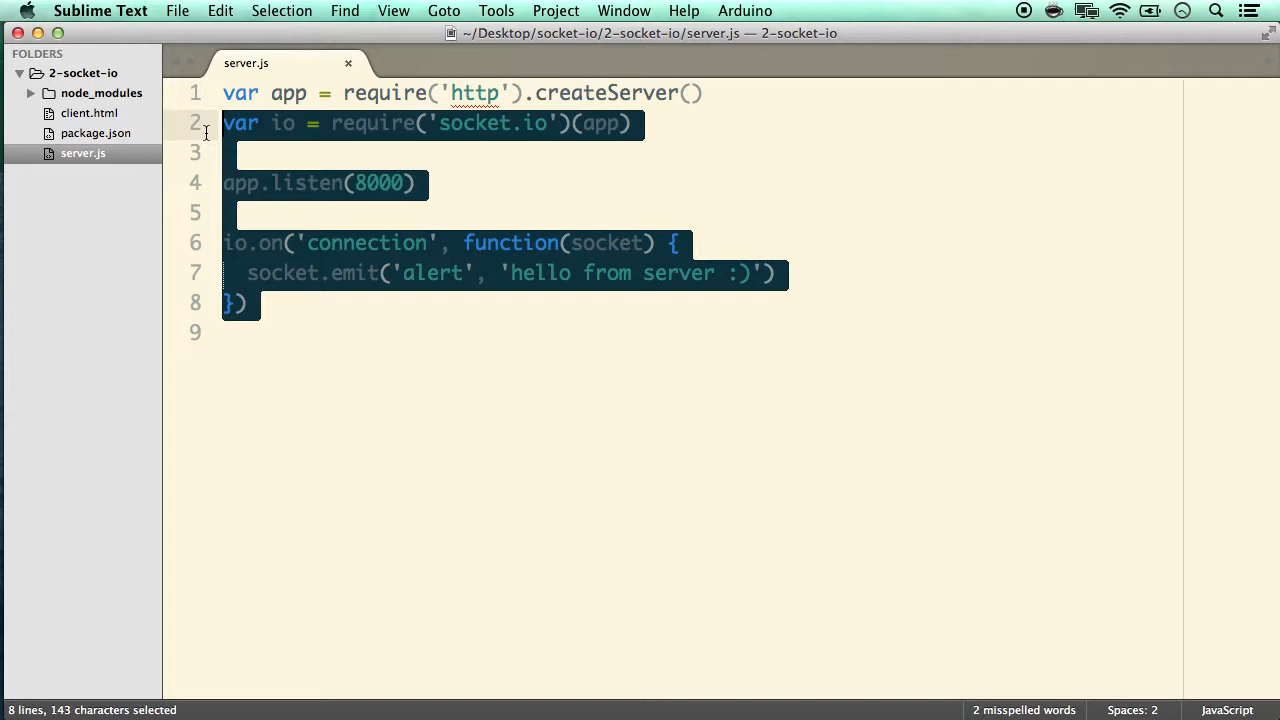 Sublime Text File Edit Selection Find View Goto Tools Project Window Help Arduino
~/Desktop/socket-io/2-socket-io/server.js — 2-socket-io
FOLDERS
2-socket-io
node_modules
client.html
package.json
server.js
server.js
1 var app = require('http').createServer()
2 var io = require('socket.io')(app)
3
4 app.listen(8000)
5
6 io.on('connection', function(socket) {
7   socket.emit('alert', 'hello from server :)')
8 })
9
8 lines, 143 characters selected
2 misspelled words Spaces: 2 JavaScript